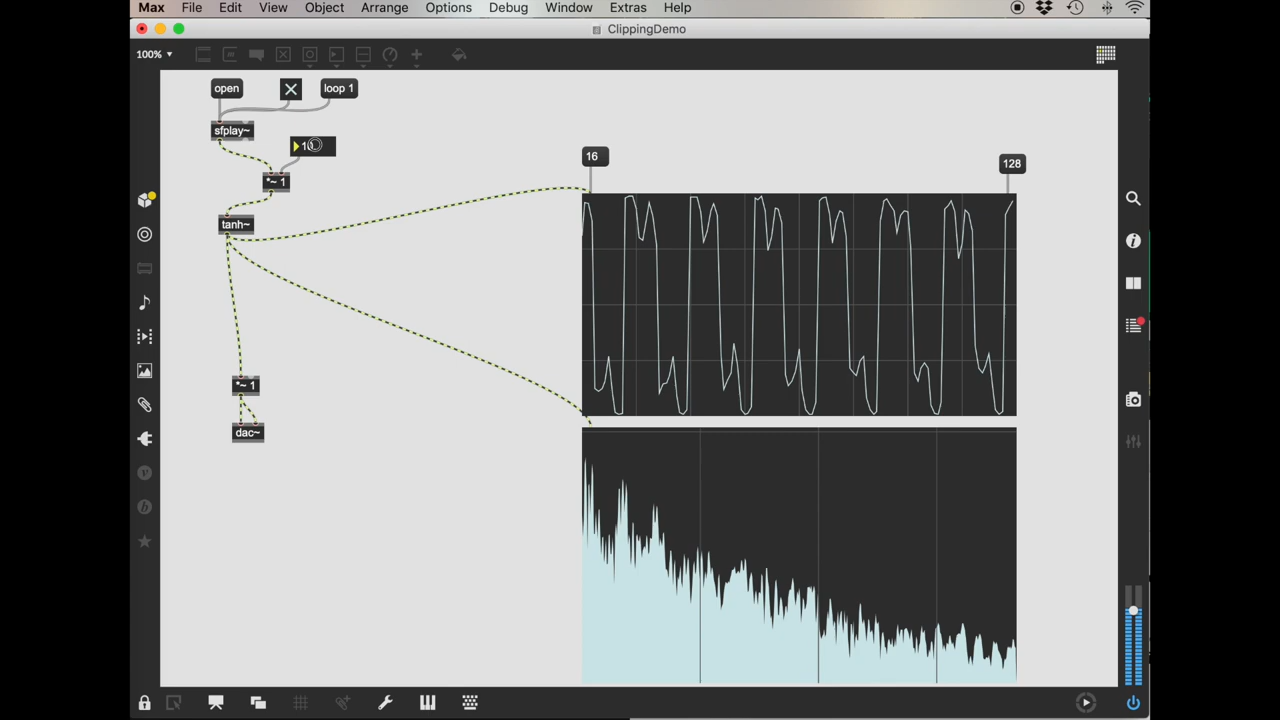 Max File Edit View Object Arrange Options Debug Window Extras Help
ClippingDemo
100%
open loop 1
sfplay~
16
128
*~ 1
tanh~
*~ 1
dac~